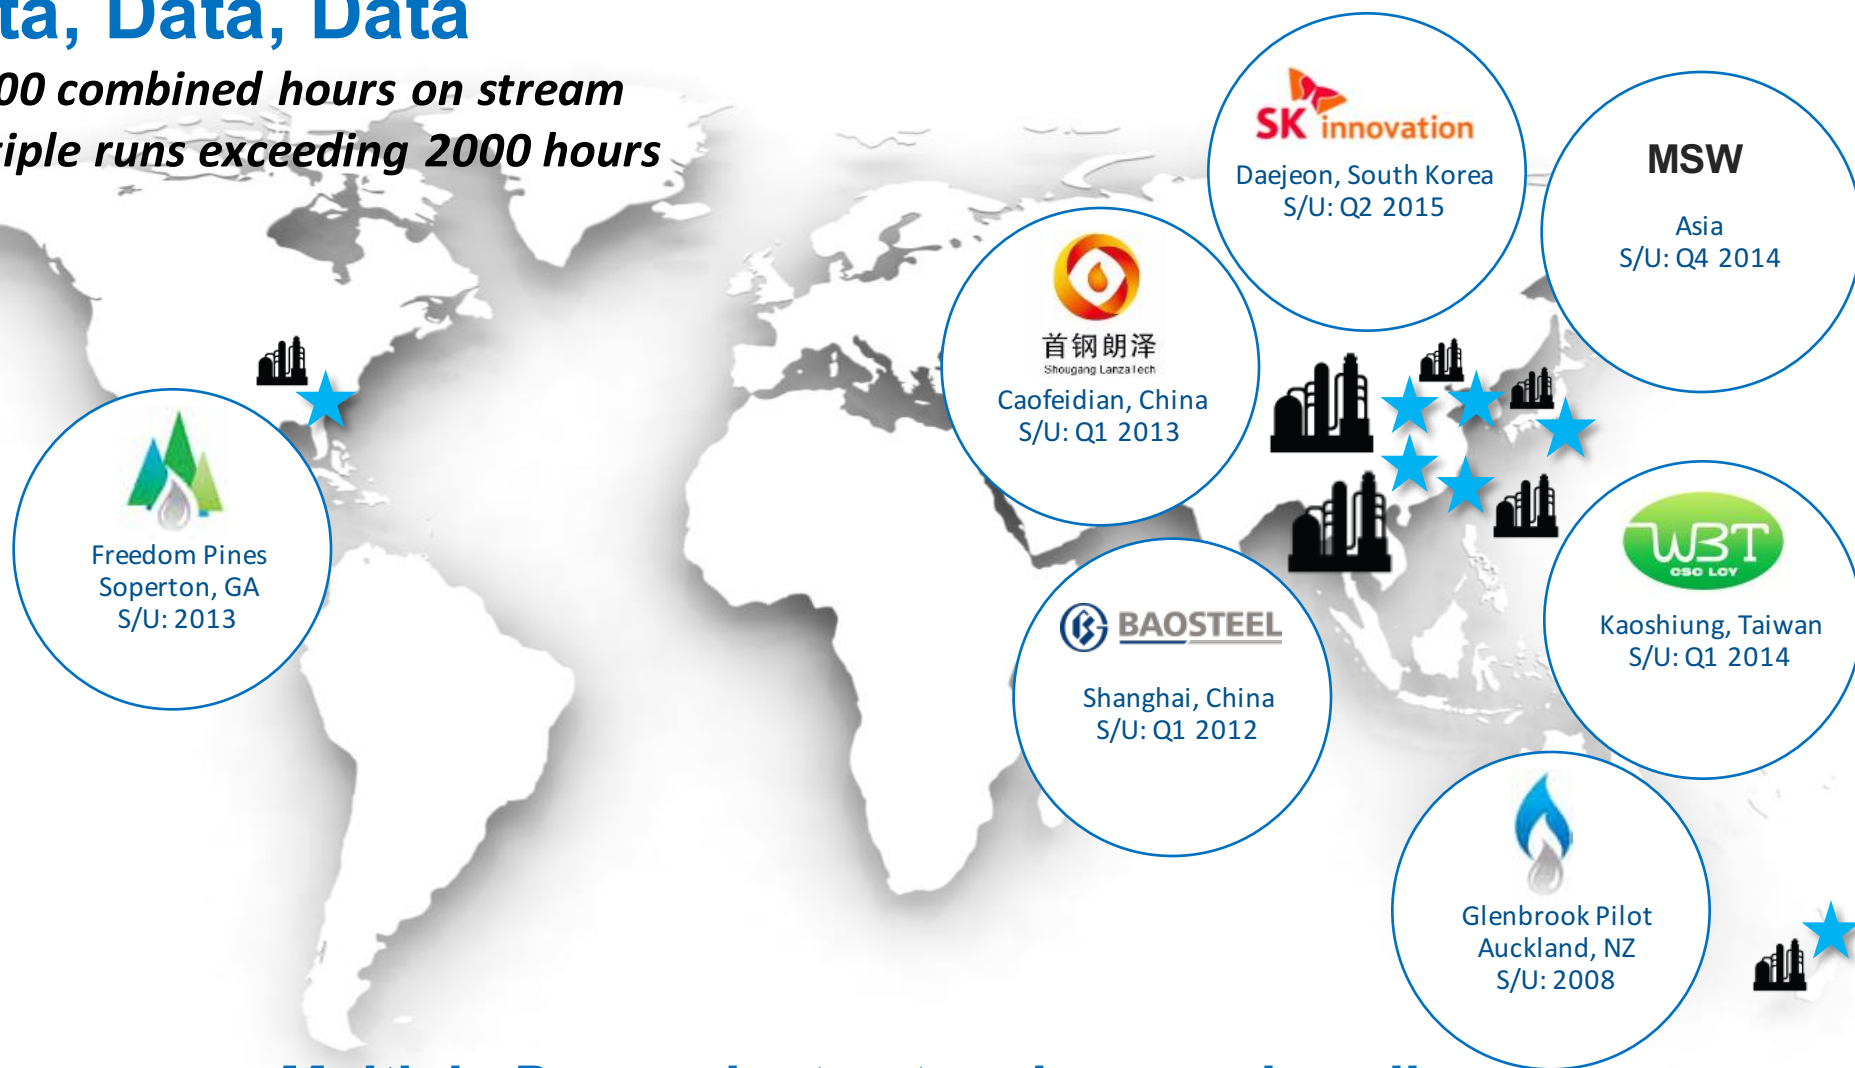 ta, Data, Data
00 combined hours on stream
tiple runs exceeding 2000 hours
SK innovation
Daejeon, South Korea
S/U: Q2 2015
MSW
Asia
S/U: Q4 2014
首钢朗泽
Shougang LanzaTech
Caofeidian, China
S/U: Q1 2013
Freedom Pines
Soperton, GA
S/U: 2013
WBT
CSC LCY
Kaoshiung, Taiwan
S/U: Q1 2014
BAOSTEEL
Shanghai, China
S/U: Q1 2012
Glenbrook Pilot
Auckland, NZ
S/U: 2008